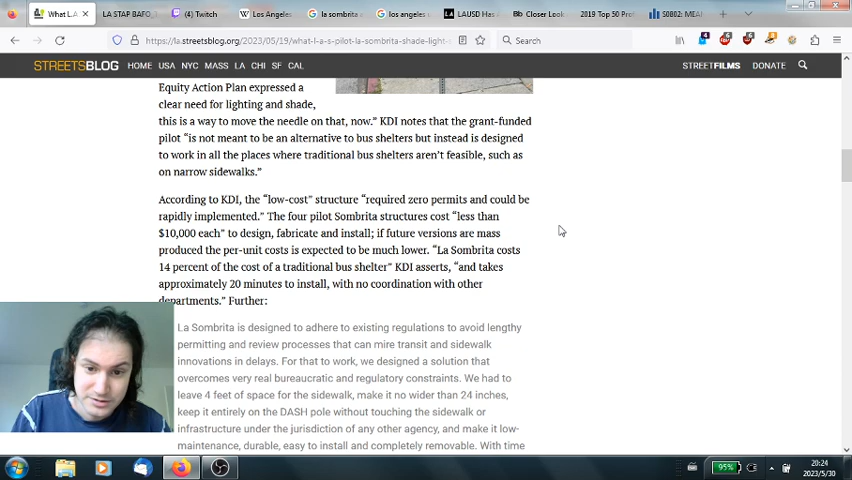 What L.A.
LA STAP BAFO_
(4) Twitch
Los Angeles
la sombrita
los angeles
LAUSD Has
Closer Look
2019 Top 50 Prof
S0802: MEA
https://la.streetsblog.org/2023/05/19/what-l-a-s-pilot-la-sombrita-shade-light-
Search
STREETSBLOG HOME USA NYC MASS LA CHI SF CAL STREETFILMS DONATE
Equity Action Plan expressed a
clear need for lighting and shade,
this is a way to move the needle on that, now.” KDI notes that the grant-funded
pilot “is not meant to be an alternative to bus shelters but instead is designed
to work in all the places where traditional bus shelters aren’t feasible, such as
on narrow sidewalks.”
According to KDI, the “low-cost” structure “required zero permits and could be
rapidly implemented.” The four pilot Sombrita structures cost “less than
$10,000 each” to design, fabricate and install; if future versions are mass
produced the per-unit costs is expected to be much lower. “La Sombrita costs
14 percent of the cost of a traditional bus shelter” KDI asserts, “and takes
approximately 20 minutes to install, with no coordination with other
departments.” Further:
La Sombrita is designed to adhere to existing regulations to avoid lengthy
permitting and review processes that can mire transit and sidewalk
innovations in delays. For that to work, we designed a solution that
overcomes very real bureaucratic and regulatory constraints. We had to
leave 4 feet of space for the sidewalk, make it no wider than 24 inches,
keep it entirely on the DASH pole without touching the sidewalk or
infrastructure under the jurisdiction of any other agency, and make it low-
maintenance, durable, easy to install and completely removable. With time
95%
20:24
2023/5/30